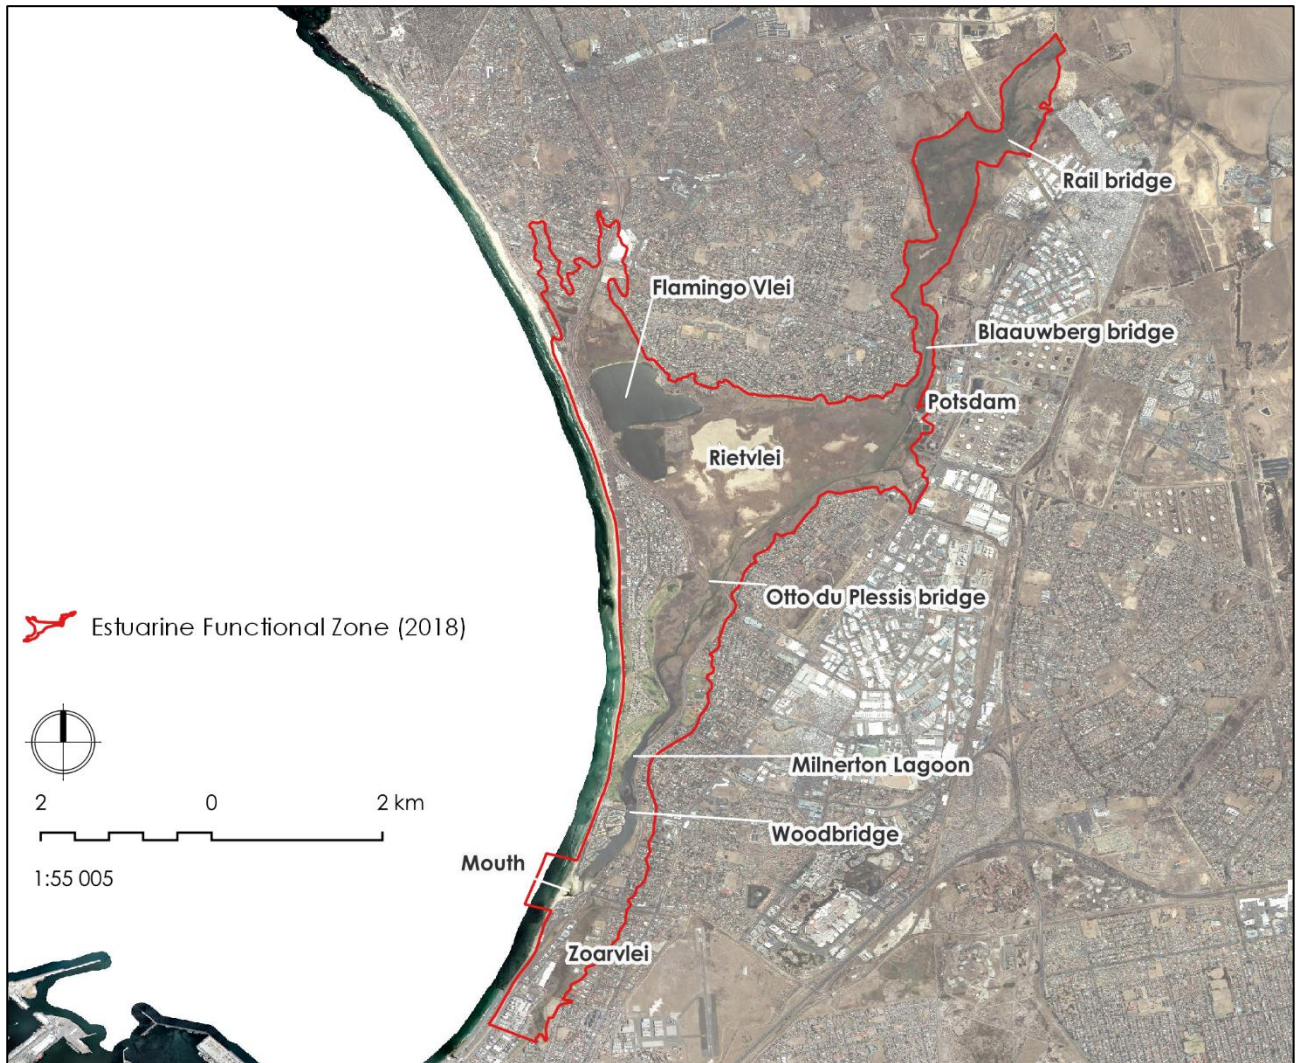 Rail bridge
Flamingo Vlei
Blaauwberg bridge
Potsdam
Rietvlei
Otto du Plessis bridge
Estuarine Functional Zone (2018)
Milnerton Lagoon
2 0 2 km
Woodbridge
Mouth
1:55 005
Zoarvlei